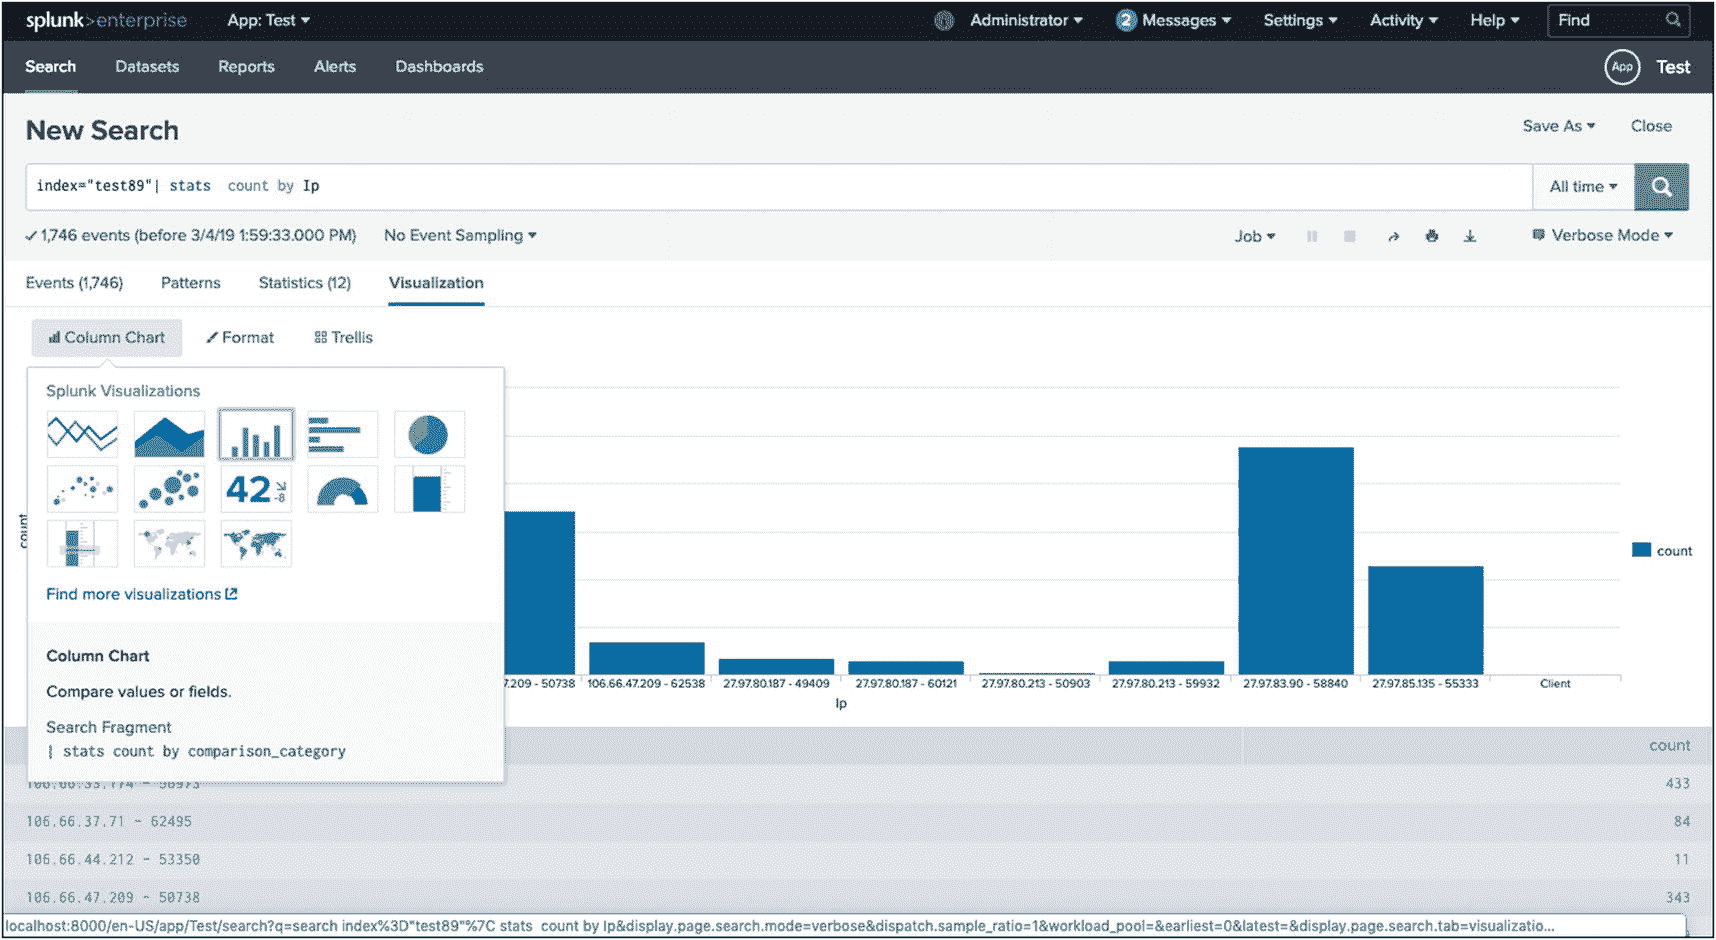 splunk>enterprise App: Test Administrator 2 Messages Settings Activity Help Find
Search Datasets Reports Alerts Dashboards App Test
New Search Save As Close
index="test89"| stats  count by Ip All time
1,746 events (before 3/4/19 1:59:33.000 PM) No Event Sampling Job Verbose Mode
Events (1,746) Patterns Statistics (12) Visualization
Column Chart Format Trellis
Splunk Visualizations
42 -8
count
count
Find more visualizations
Column Chart
Compare values or fields.
Search Fragment
| stats count by comparison_category
7.209 - 50738 106.66.47.209 - 62538 27.97.80.187 - 49409 27.97.80.187 - 60121 27.97.80.213 - 50903 27.97.80.213 - 59932 27.97.83.90 - 58840 27.97.85.135 - 55333 Client
Ip
count
433
106.66.37.71 - 62495 84
106.66.44.212 - 53350 11
106.66.47.209 - 50738 343
localhost:8000/en-US/app/Test/search?q=search index%3D"test89"%7C stats  count by Ip&display.page.search.mode=verbose&dispatch.sample_ratio=1&workload_pool=&earliest=0&latest=&display.page.search.tab=visualizatio...